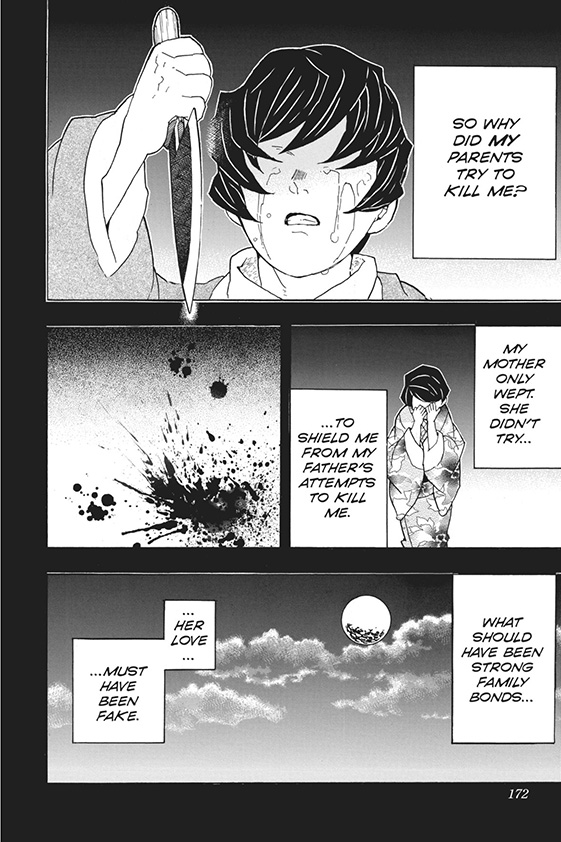 SO WHY
DID MY
PARENTS
TRY TO
KILL ME?
MY
MOTHER
ONLY
WEPT.
SHE
DIDN'T
TRY...
...TO
SHIELD ME
FROM MY
FATHER'S
ATTEMPTS
TO KILL
ME.
WHAT
SHOULD
HAVE BEEN
STRONG
FAMILY
BONDS...
...
HER
LOVE
...
...MUST
HAVE
BEEN
FAKE.
172